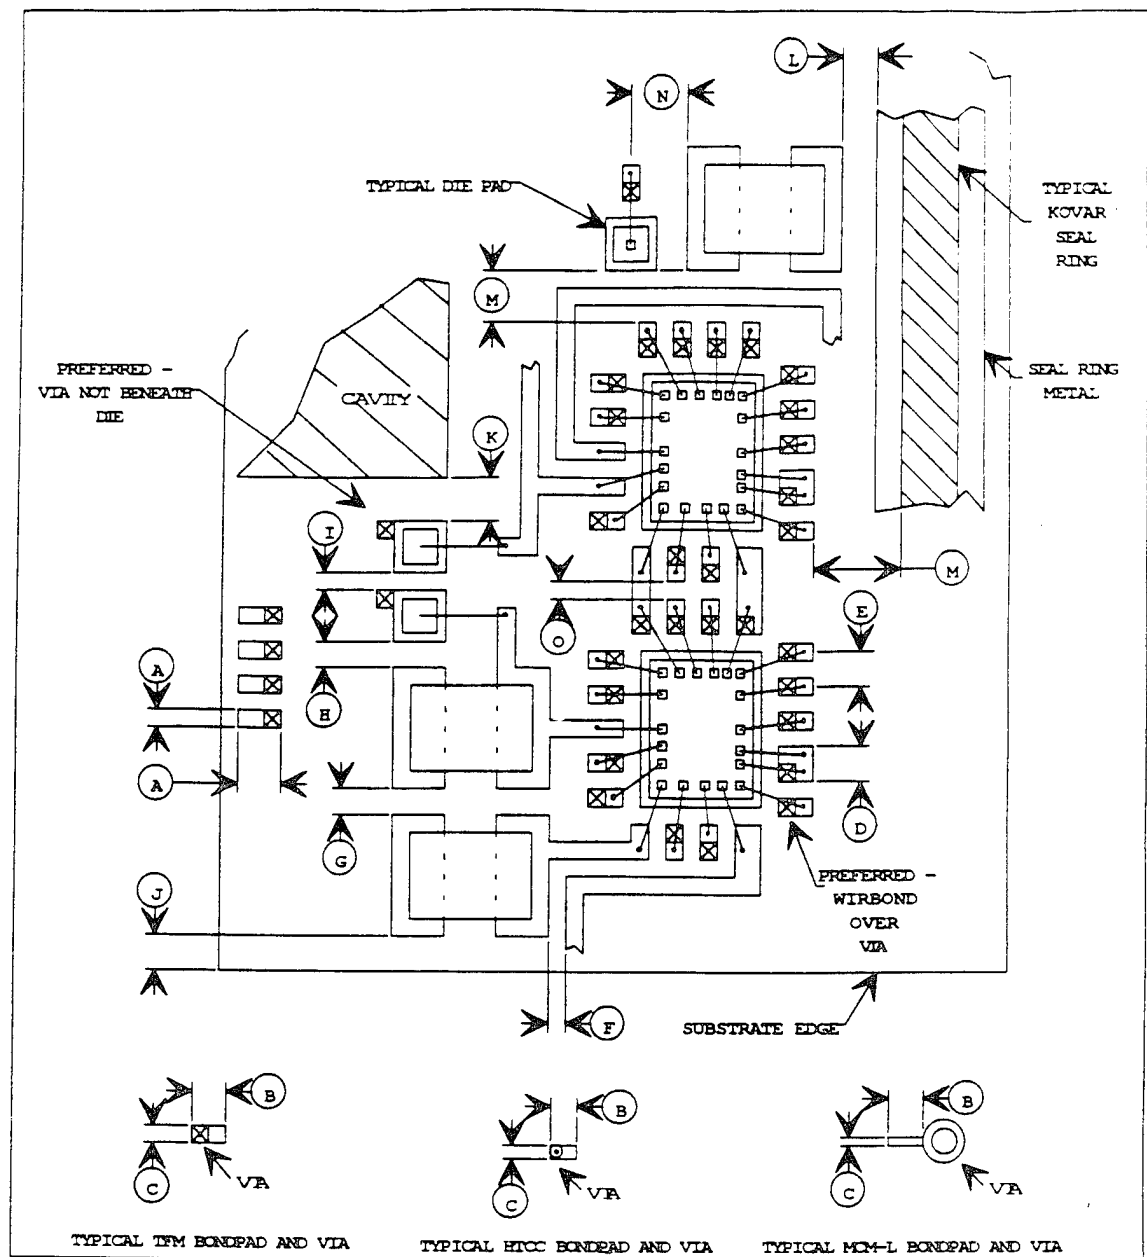 L
N
TYPICAL DIE PAD
TYPICAL
KOVAR
SEAL
RING
M
PREFERRED -
VIA NOT BENEATH
DIE
CAVITY
SEAL RING
METAL
K
I
M
E
O
A
H
A
D
G
PREFERRED -
WIRBOND
OVER
VIA
J
F
SUBSTRATE EDGE
B
B
B
C
VIA
C
VIA
C
VIA
TYPICAL TFM BONDPAD AND VIA
TYPICAL HTCC BONDPAD AND VIA
TYPICAL MCM-L BONDPAD AND VIA